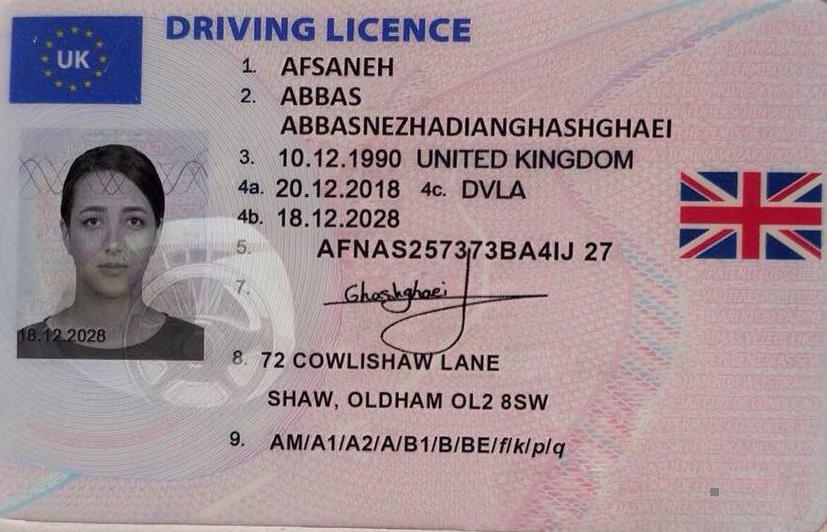 UK
DRIVING LICENCE
1. AFSANEH
2. ABBAS
ABBASNEZHADIANGHASHGHAEI
3. 10.12.1990 UNITED KINGDOM
4a. 20.12.2018 4c. DVLA
4b. 18.12.2028
5. AFNAS257373BA4IJ 27
7. Ghashghaei
18.12.2028
8. 72 COWLISHAW LANE
SHAW, OLDHAM OL2 8SW
9. AM/A1/A2/A/B1/B/BE/f/k/p/q